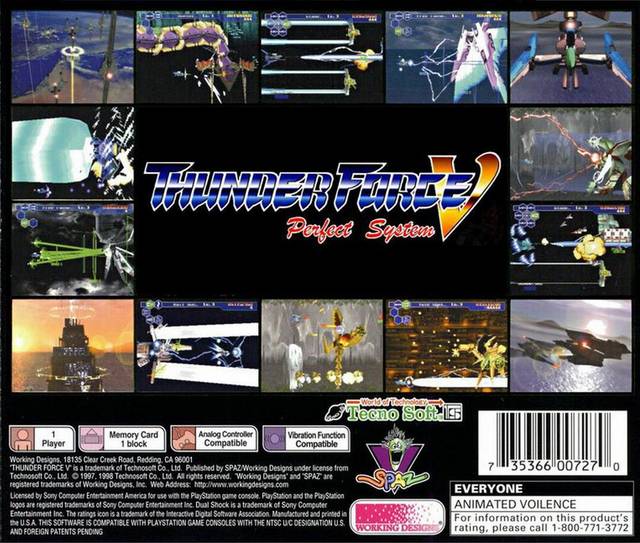 THUNDER FORCE V
Perfect System
World of Technology
Tecno Soft
1
Player
Memory Card
1 block
Analog Controller
Compatible
Vibration Function
Compatible
SPAZ
WORKING DESIGNS
7 35366 00727 0
Working Designs, 18135 Clear Creek Road, Redding, CA 96001
"THUNDER FORCE V" is a trademark of Technosoft Co., Ltd. Published by SPAZ/Working Designs under license from
Technosoft Co., Ltd. © 1997, 1998 Technosoft Co., Ltd. All rights reserved. "Working Designs" and "SPAZ" are
registered trademarks of Working Designs, Inc. Web Address: http://www.workingdesigns.com
Licensed by Sony Computer Entertainment America for use with the PlayStation game console. PlayStation and the PlayStation
logos are registered trademarks of Sony Computer Entertainment Inc. Dual Shock is a trademark of Sony Computer
Entertainment Inc. The ratings icon is a trademark of the Interactive Digital Software Association. Manufactured and printed in
the U.S.A. THIS SOFTWARE IS COMPATIBLE WITH PLAYSTATION GAME CONSOLES WITH THE NTSC U/C DESIGNATION U.S.
AND FOREIGN PATENTS PENDING
EVERYONE
ANIMATED VOILENCE
For information on this product's
rating, please call 1-800-771-3772